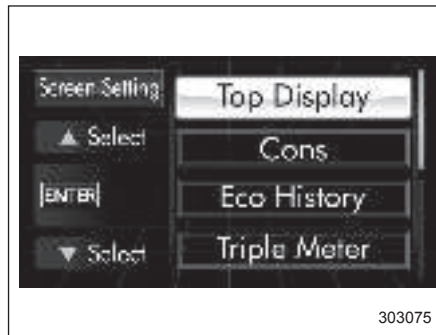 Screen Setting
Top Display
▲ Select
Cons
ENTER
Eco History
▼ Select
Triple Meter
303075